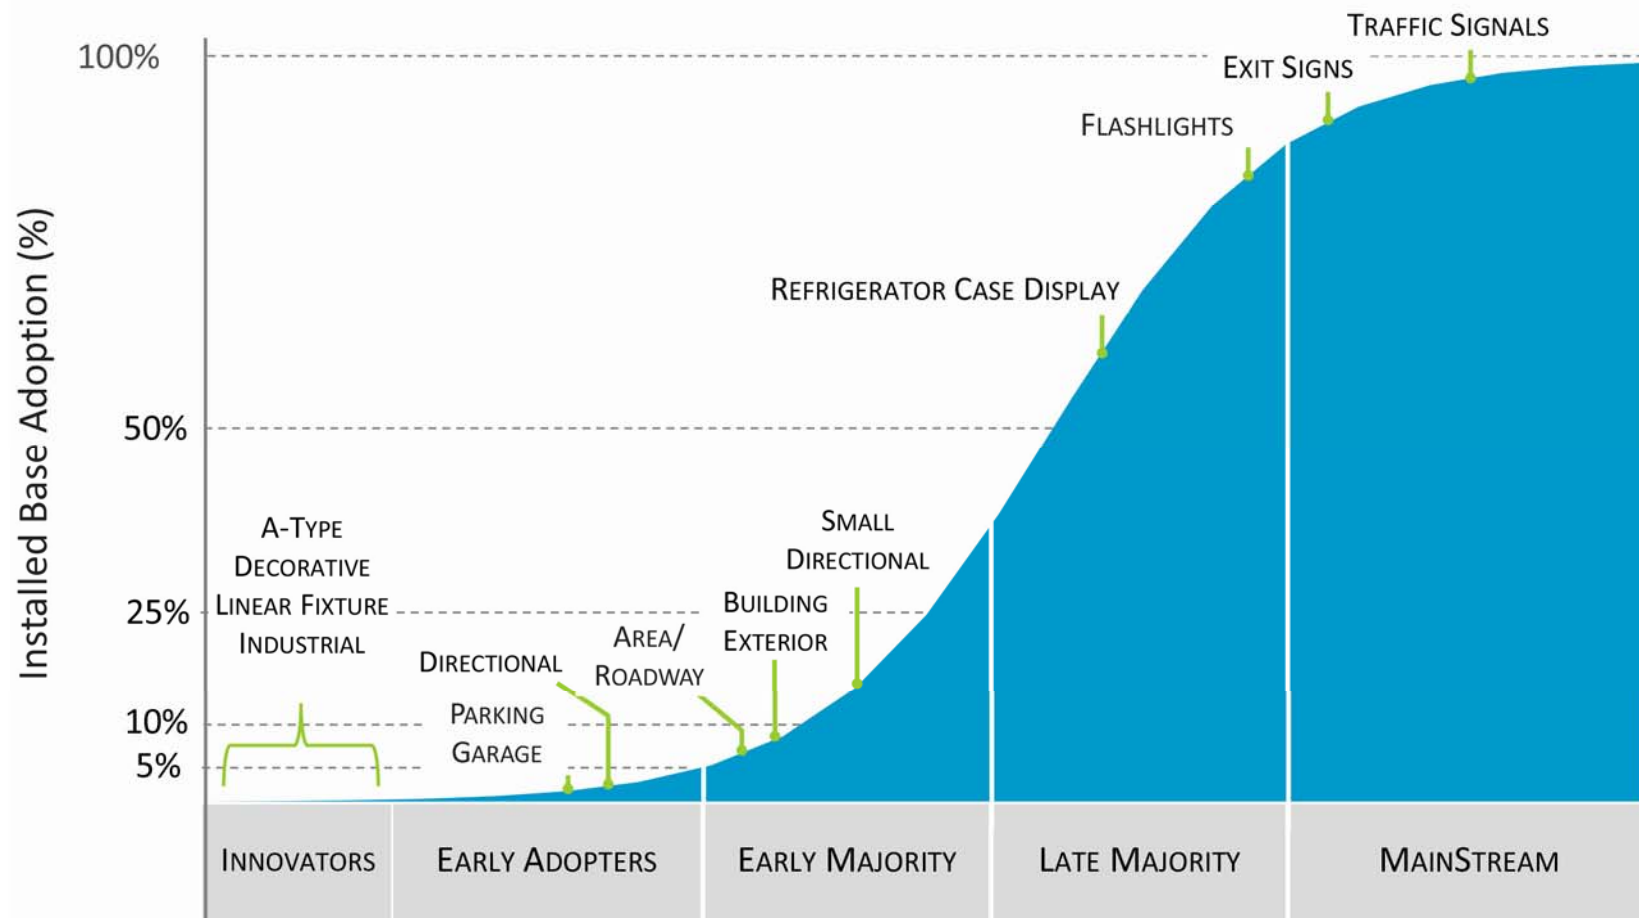 TRAFFIC SIGNALS
100%
EXIT SIGNS
FLASHLIGHTS
REFRIGERATOR CASE DISPLAY
Installed Base Adoption (%)
50%
A-TYPE
DECORATIVE
LINEAR FIXTURE
INDUSTRIAL
SMALL
DIRECTIONAL
25%
BUILDING
EXTERIOR
AREA/
ROADWAY
DIRECTIONAL
PARKING
GARAGE
10%
5%
INNOVATORS
EARLY ADOPTERS
EARLY MAJORITY
LATE MAJORITY
MAINSTREAM